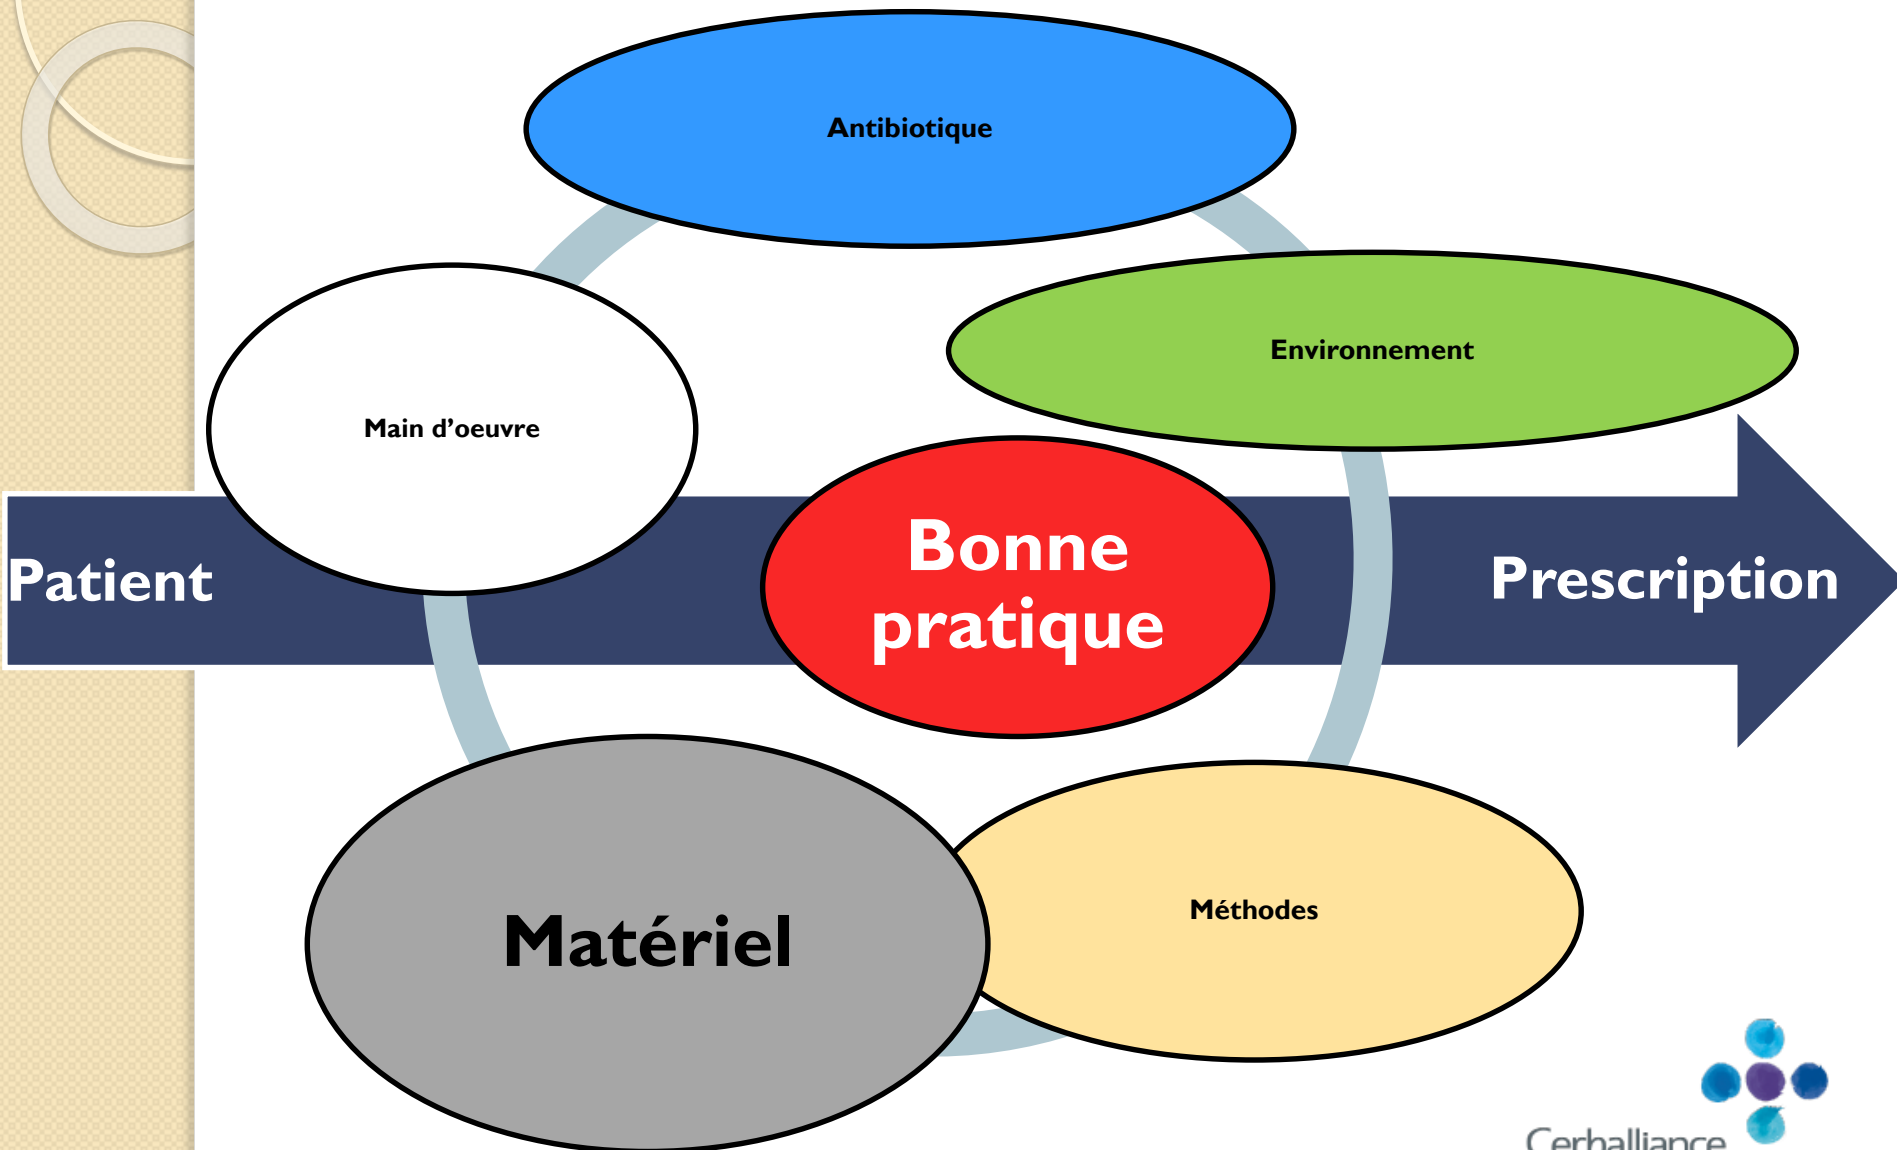 Antibiotique
Environnement
Main d’oeuvre
Bonne
pratique
Patient
Prescription
Matériel
Méthodes
Cerballiance